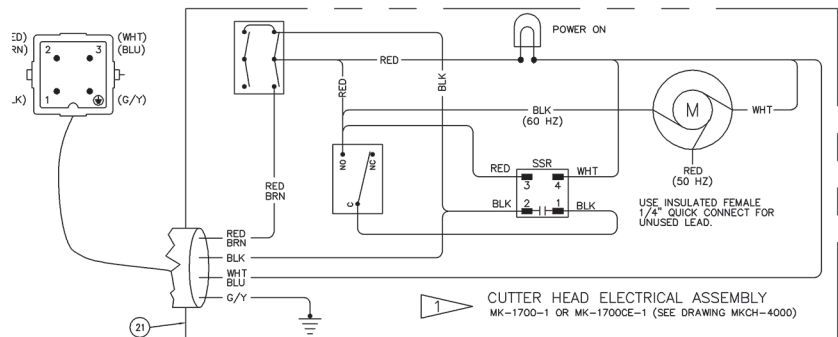 (WHT)
2 3 (BLU)
1 (G/Y)
POWER ON
RED
BLK
RED
BLK
(60 HZ)
M
WHT
NO NC
C
RED SSR WHT
3 4
RED
(50 HZ)
BLK 2 1 BLK
USE INSULATED FEMALE
1/4" QUICK CONNECT FOR
UNUSED LEAD.
RED
BRN
RED
BRN
BLK
WHT
BLU
G/Y
21
1
CUTTER HEAD ELECTRICAL ASSEMBLY
MK-1700-1 OR MK-1700CE-1 (SEE DRAWING MKCH-4000)